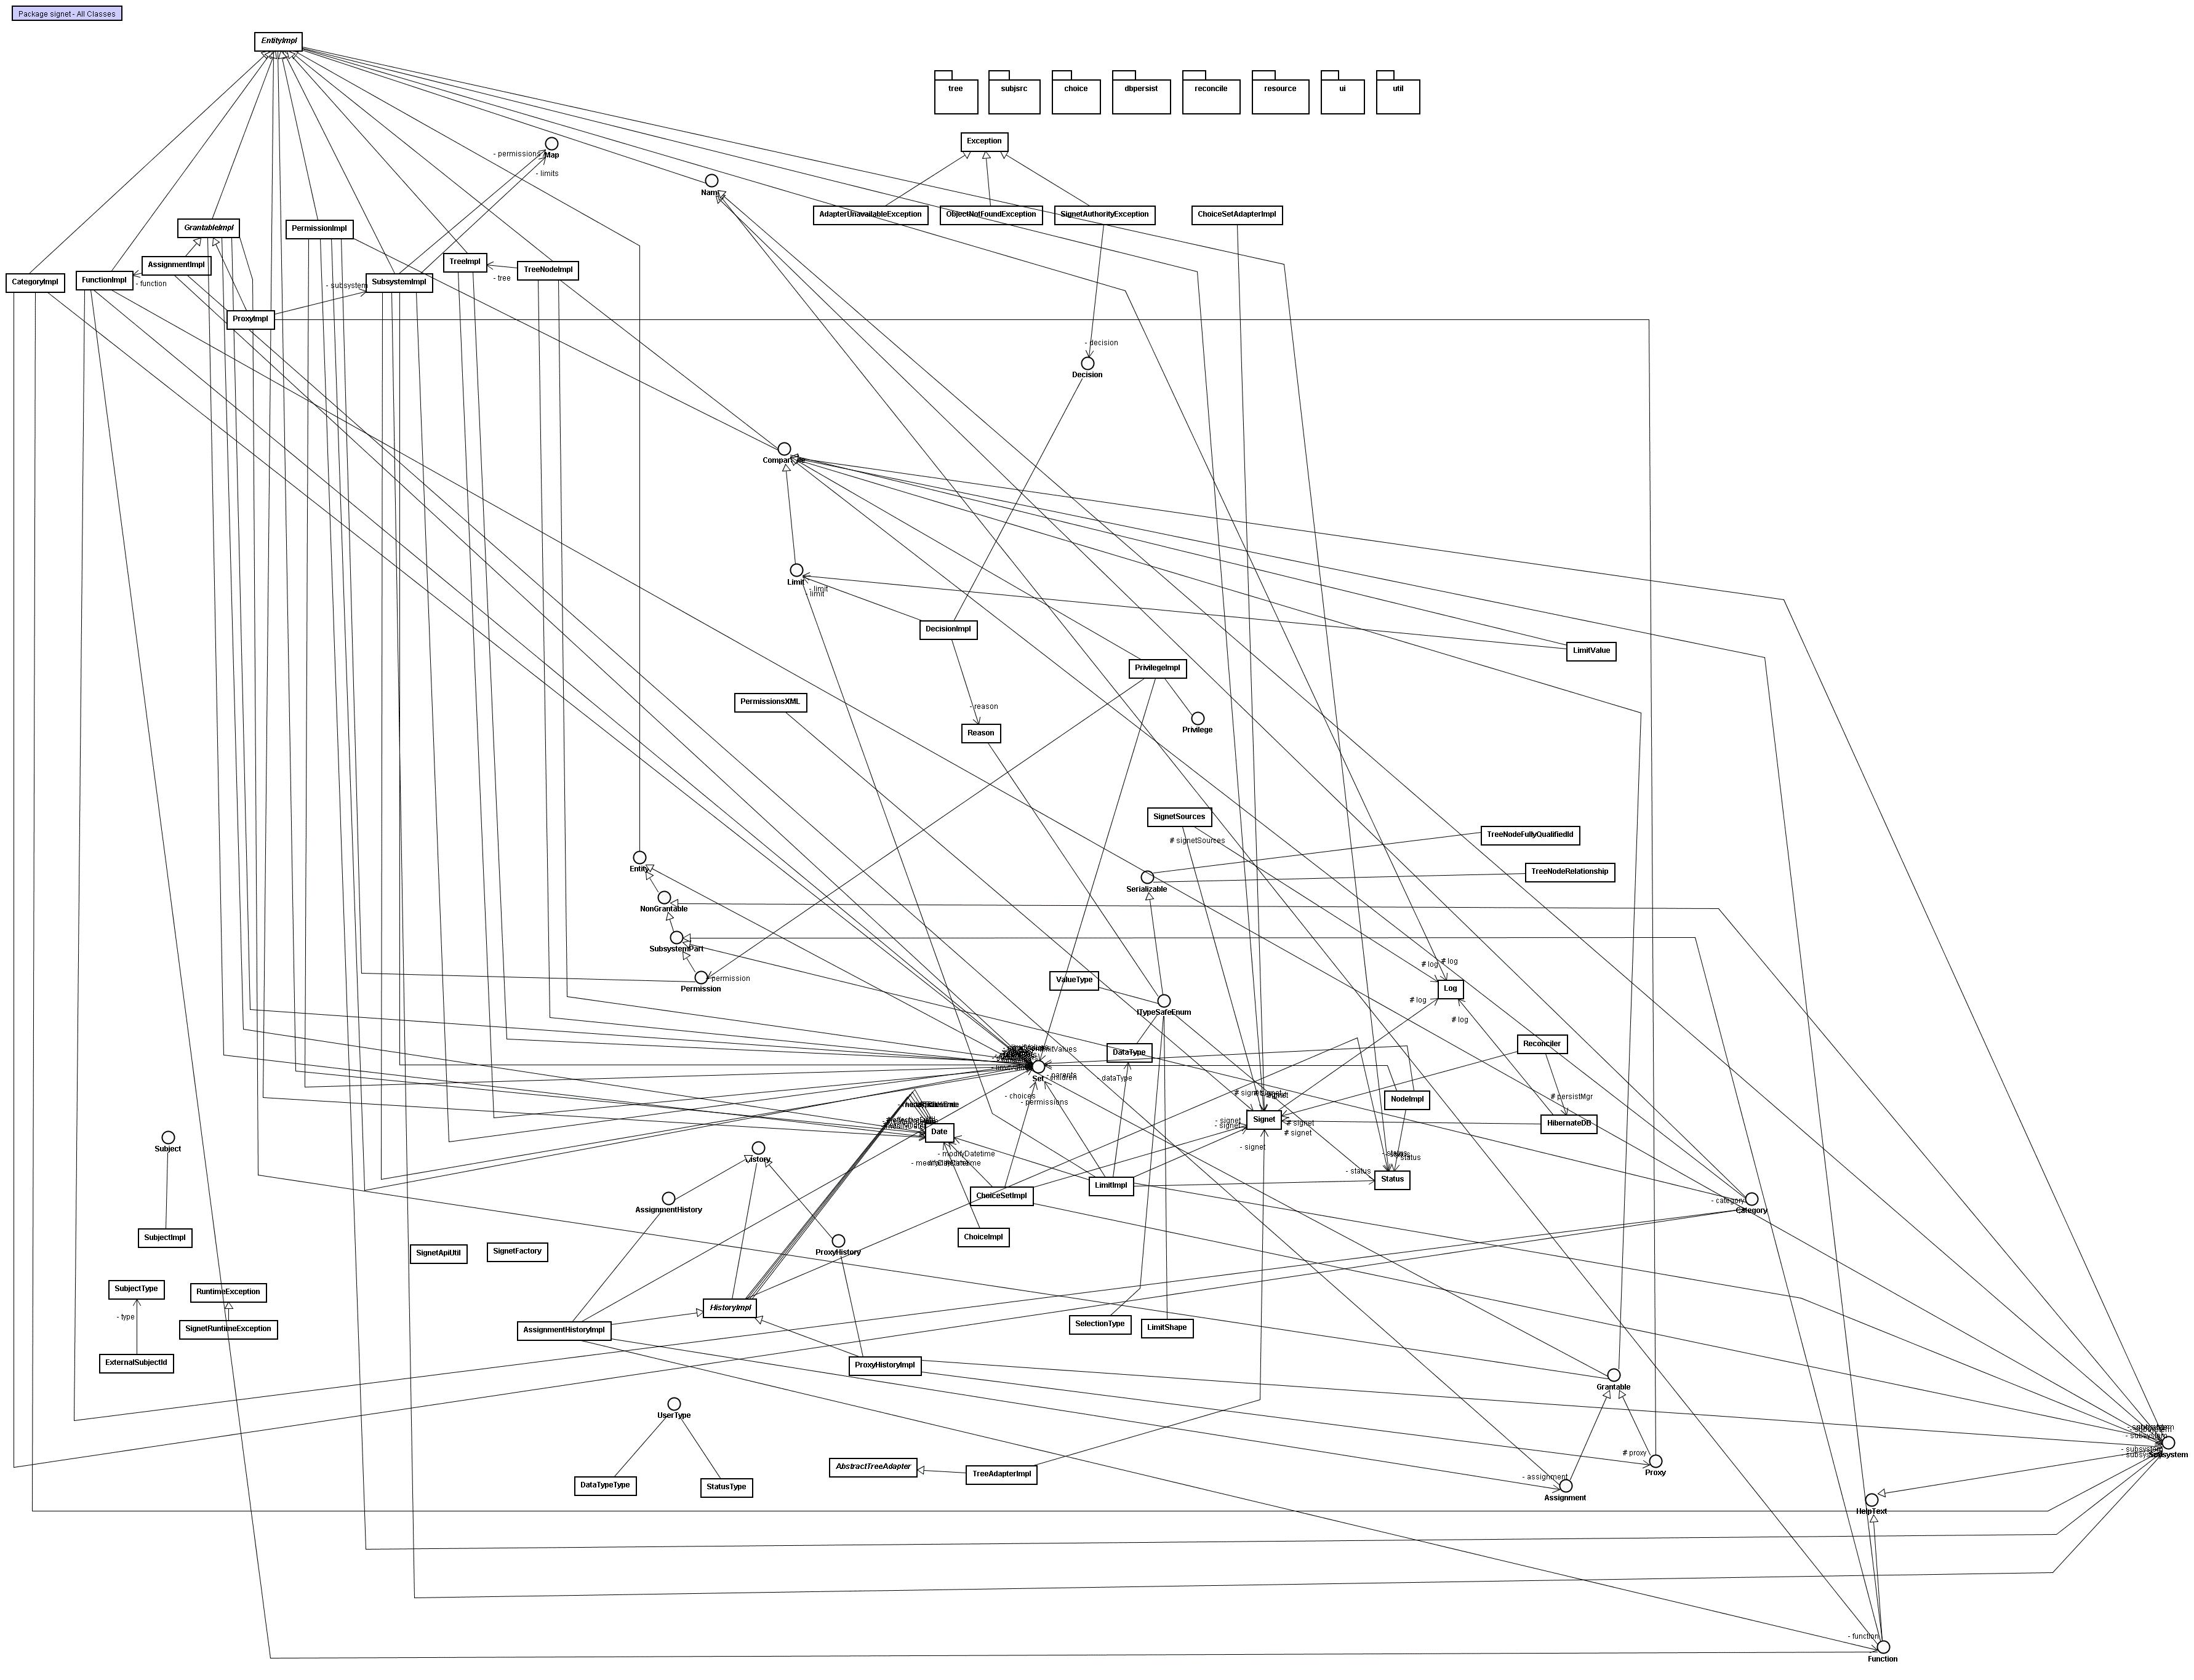 Package signet - All Classes
EntityImpl
tree
subjsrc
choice
dbpersist
reconcile
resource
ui
util
Exception
- permissions
Map
- limits
Name
AdapterUnavailableException
ObjectNotFoundException
SignetAuthorityException
ChoiceSetAdapterImpl
GrantableImpl
PermissionImpl
AssignmentImpl
TreeImpl
TreeNodeImpl
- tree
CategoryImpl
FunctionImpl
- function
- subsystem
SubsystemImpl
ProxyImpl
- decision
Decision
Limit
- limit
- limit
DecisionImpl
LimitValue
PrivilegeImpl
PermissionsXML
- reason
Reason
Privilege
SignetSources
# signetSources
TreeNodeFullyQualifiedId
Entity
TreeNodeRelationship
Serializable
NonGrantable
SubsystemPart
# log
# log
Permission
- permission
ValueType
Log
# log
ITypeSafeEnum
# log
Reconciler
DataType
Set
- parents
- children
- dataType
- choices
- permissions
# persistMgr
NodeImpl
Date
Signet
HibernateDB
- signet
- signet
# signet
# signet
- signet
Subject
History
- modifyDatetime
- status
Status
ChoiceSetImpl
LimitImpl
AssignmentHistory
- category
Category
SubjectImpl
ChoiceImpl
SignetApiUtil
SignetFactory
ProxyHistory
SubjectType
RuntimeException
HistoryImpl
- type
SignetRuntimeException
AssignmentHistoryImpl
SelectionType
LimitShape
ExternalSubjectId
ProxyHistoryImpl
Grantable
UserType
- subsystem
- subsystem
Subsystem
# proxy
Proxy
AbstractTreeAdapter
TreeAdapterImpl
- assignment
Assignment
DataTypeType
StatusType
HelpText
- function
Function